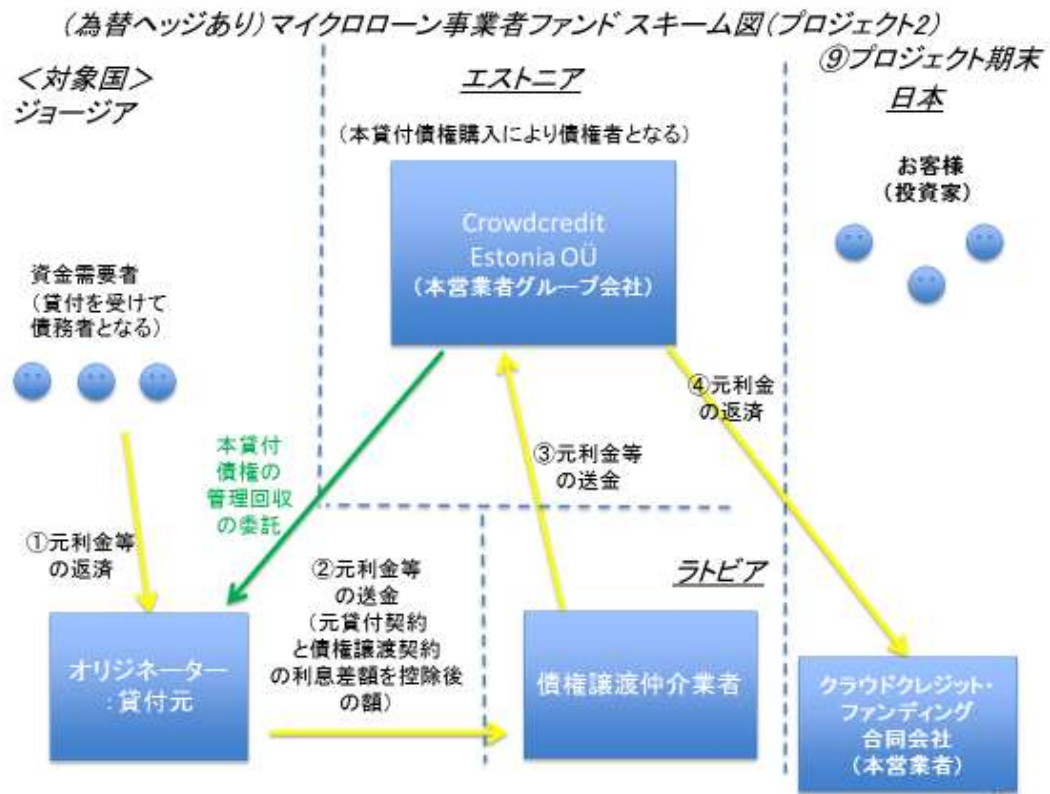 (為替ヘッジあり)マイクロローン事業者ファンド スキーム図(プロジェクト2)
<対象国>
ジョージア
エストニア
⑨プロジェクト期末
日本
(本貸付債権購入により債権者となる)
お客様
(投資家)
Crowdcredit
Estonia OÜ
(本営業者グループ会社)
資金需要者
(貸付を受けて
債務者となる)
④元利金
の返済
本貸付
債権の
管理回収
の委託
③元利金等
の送金
①元利金等
の返済
②元利金等
の送金
(元貸付契約
と債権譲渡契約
の利息差額を控除後
の額)
ラトビア
オリジネーター
:貸付元
債権譲渡仲介業者
クラウドクレジット・
ファンディング
合同会社
(本営業者)